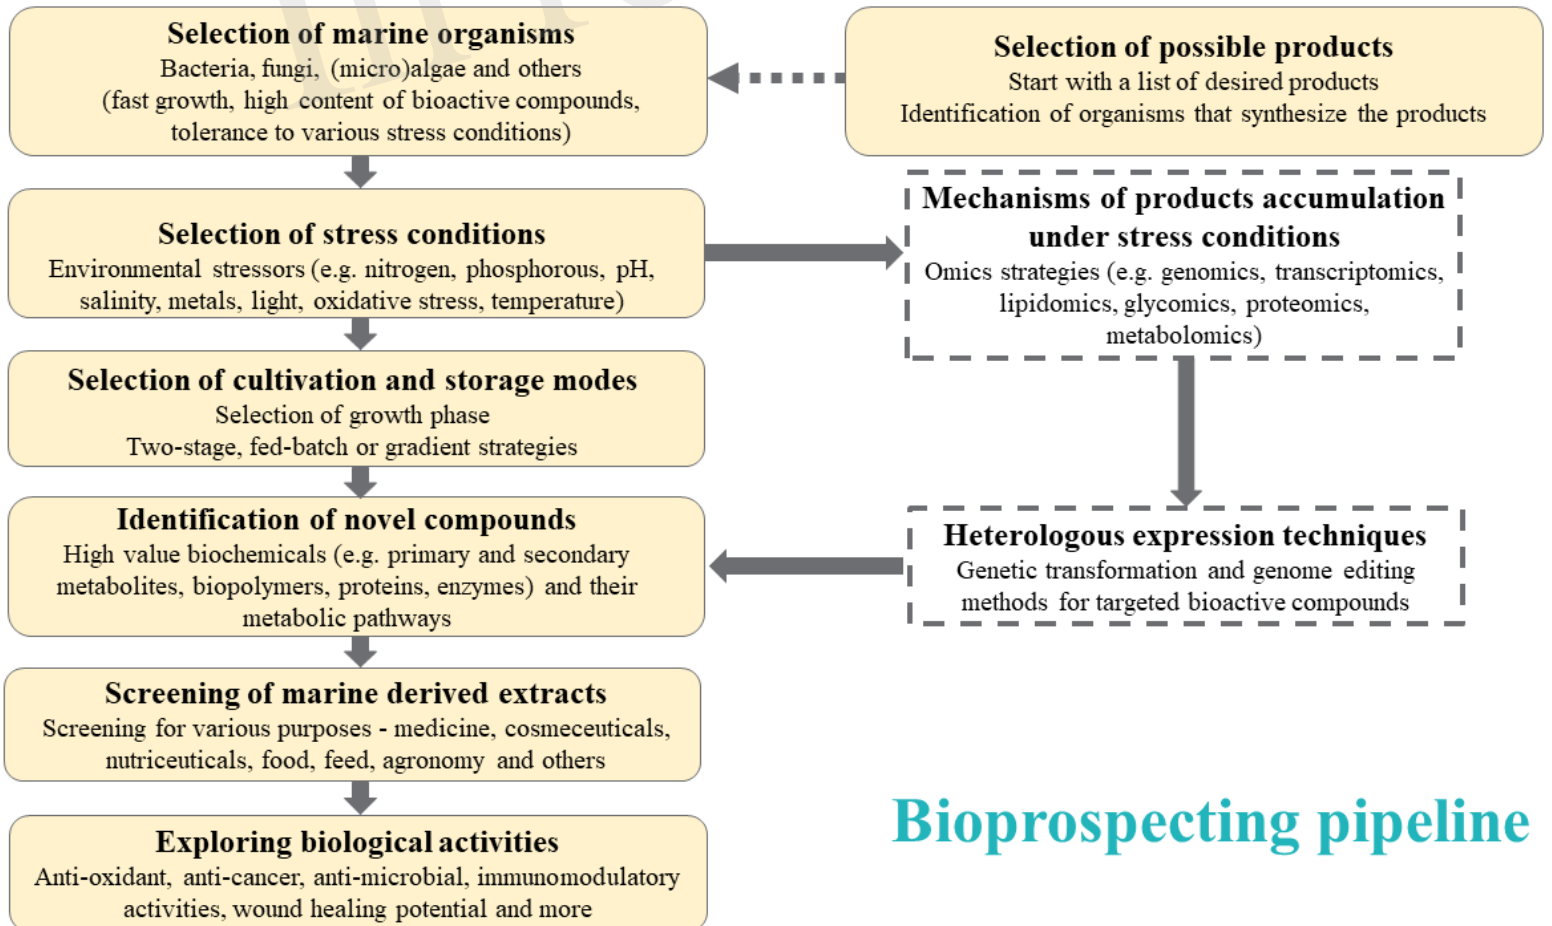 Selection of marine organisms
Bacteria, fungi, (micro)algae and others
(fast growth, high content of bioactive compounds,
tolerance to various stress conditions)
Selection of possible products
Start with a list of desired products
Identification of organisms that synthesize the products
Selection of stress conditions
Environmental stressors (e.g. nitrogen, phosphorous, pH,
salinity, metals, light, oxidative stress, temperature)
Mechanisms of products accumulation
under stress conditions
Omics strategies (e.g. genomics, transcriptomics,
lipidomics, glycomics, proteomics,
metabolomics)
Selection of cultivation and storage modes
Selection of growth phase
Two-stage, fed-batch or gradient strategies
Identification of novel compounds
High value biochemicals (e.g. primary and secondary
metabolites, biopolymers, proteins, enzymes) and their
metabolic pathways
Heterologous expression techniques
Genetic transformation and genome editing
methods for targeted bioactive compounds
Screening of marine derived extracts
Screening for various purposes - medicine, cosmeceuticals,
nutriceuticals, food, feed, agronomy and others
Exploring biological activities
Anti-oxidant, anti-cancer, anti-microbial, immunomodulatory
activities, wound healing potential and more
Bioprospecting pipeline